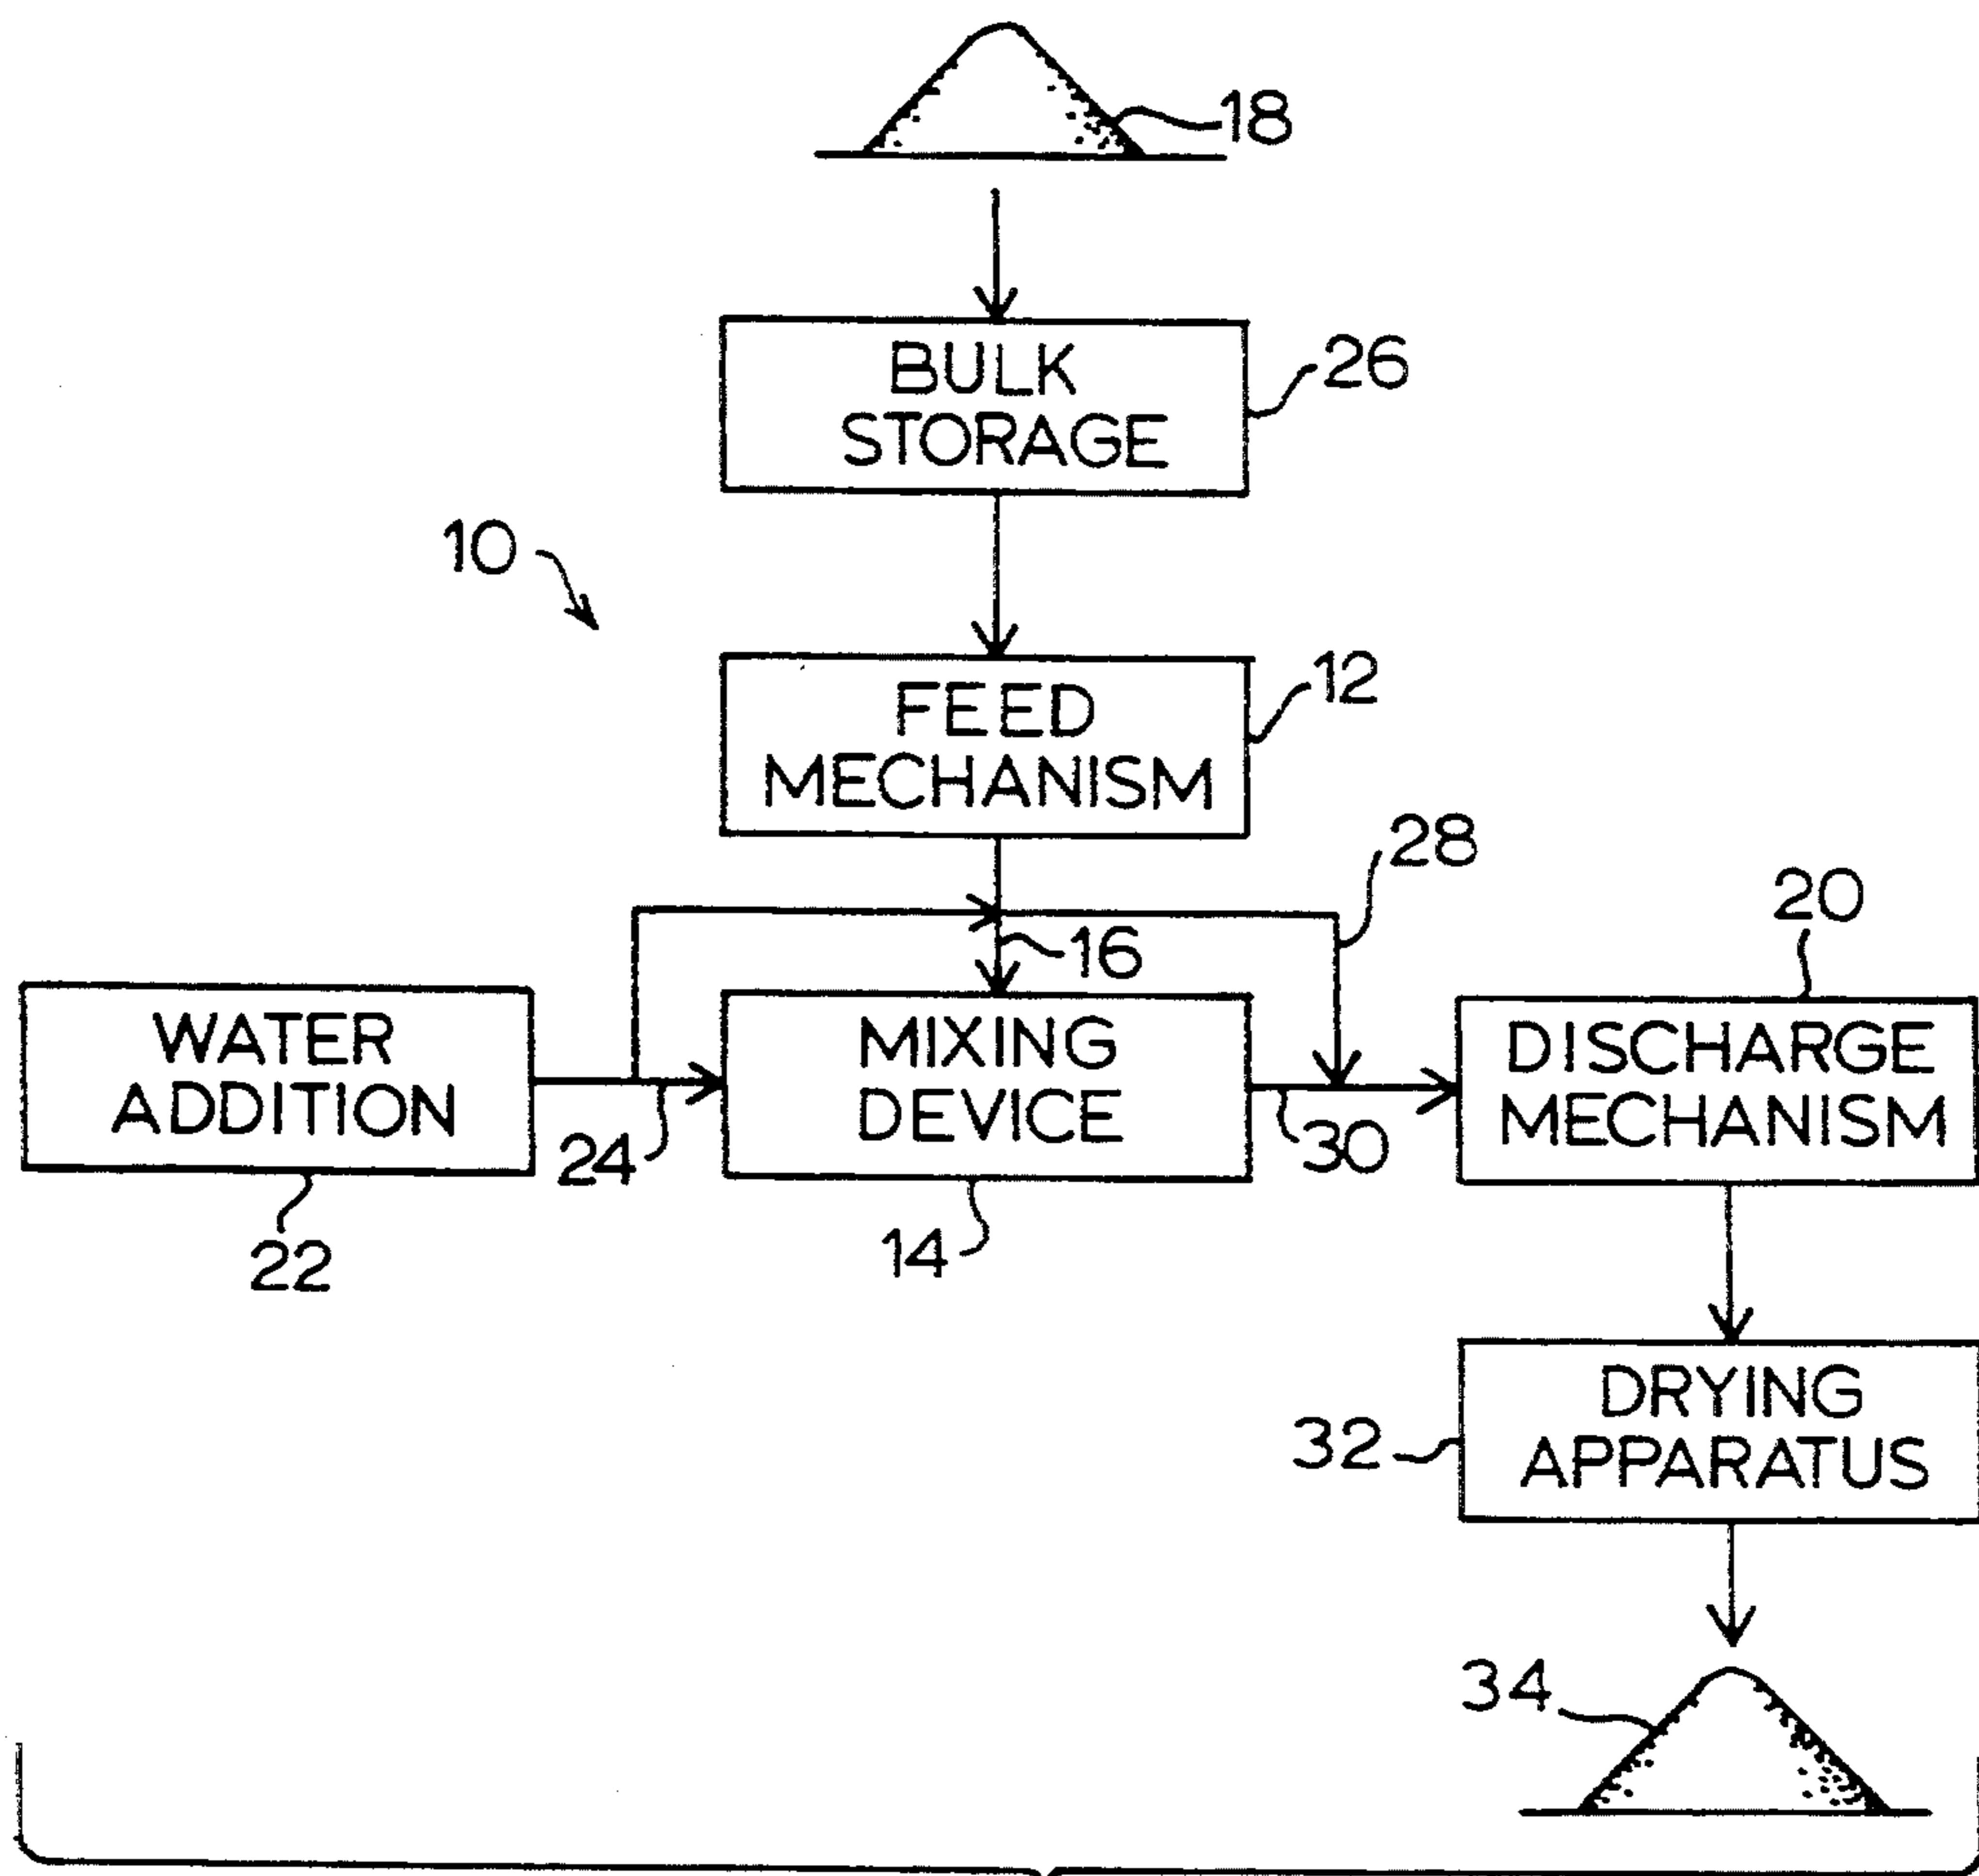 18
BULK
STORAGE
26
10
FEED
MECHANISM
12
28
16
20
WATER
ADDITION
22
24
MIXING
DEVICE
14
30
DISCHARGE
MECHANISM
DRYING
APPARATUS
32
34